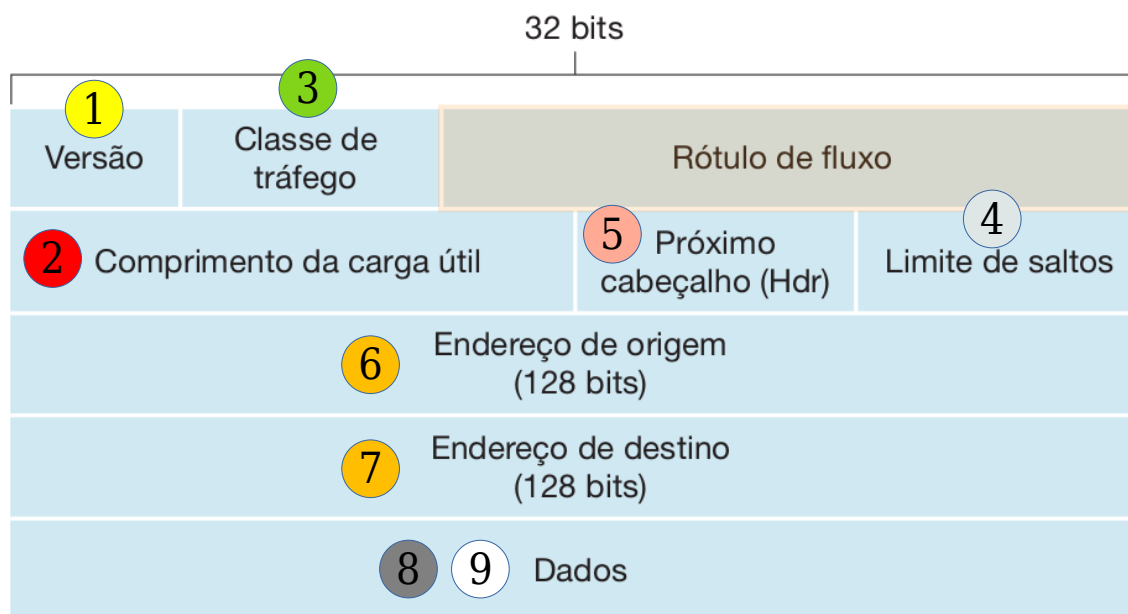 32 bits
1
3
Versão
Classe de
tráfego
Rótulo de fluxo
2
Comprimento da carga útil
5
Próximo
cabeçalho (Hdr)
4
Limite de saltos
6
Endereço de origem
(128 bits)
7
Endereço de destino
(128 bits)
8 9 Dados